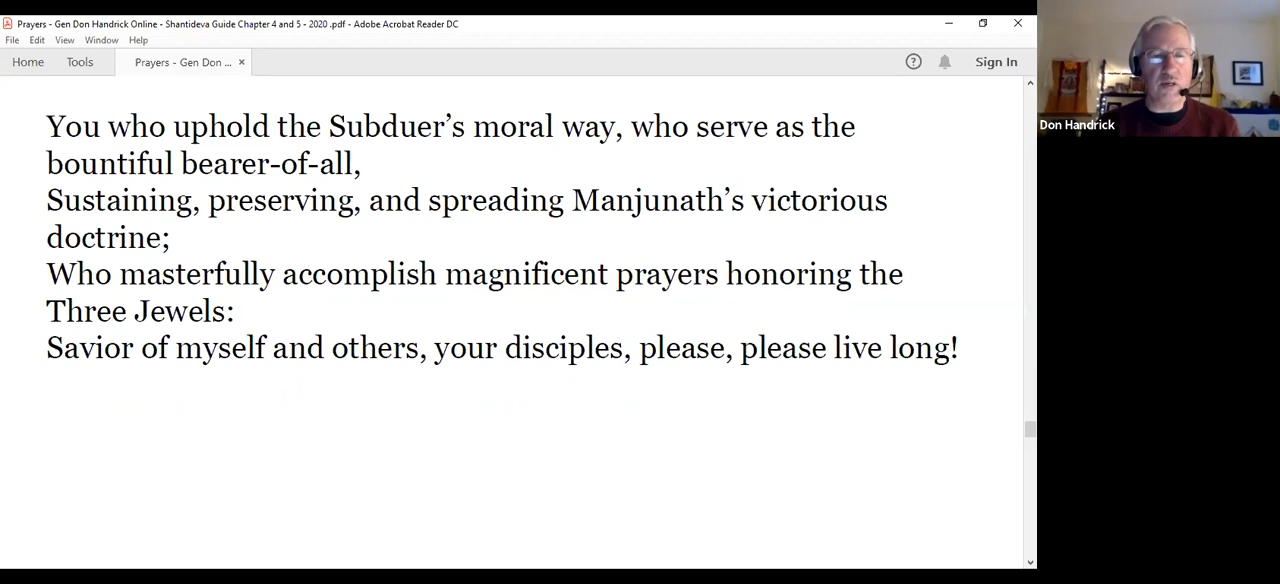 Prayers - Gen Don Handrick Online - Shantideva Guide Chapter 4 and 5 - 2020 .pdf - Adobe Acrobat Reader DC
File Edit View Window Help
Home Tools Prayers - Gen Don ... × Sign In
You who uphold the Subduer’s moral way, who serve as the
bountiful bearer-of-all,
Sustaining, preserving, and spreading Manjunath’s victorious
doctrine;
Who masterfully accomplish magnificent prayers honoring the
Three Jewels:
Savior of myself and others, your disciples, please, please live long!
Don Handrick